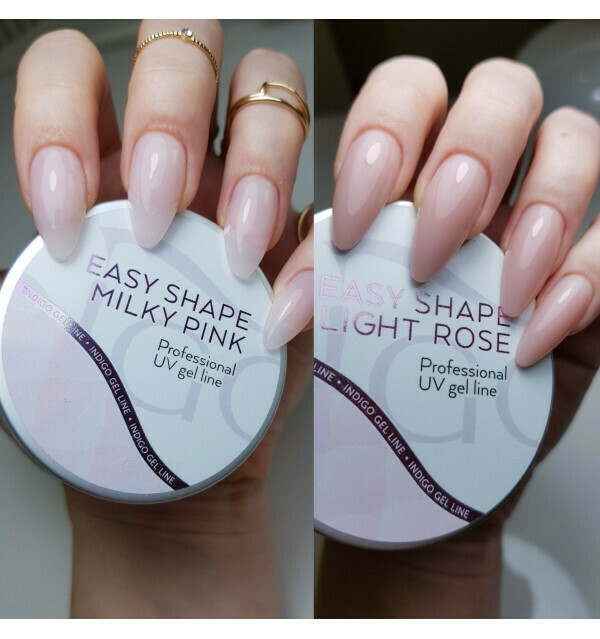 EASY SHAPE
MILKY PINK
Professional
UV gel line
INDIGO GEL LINE • INDIGO GEL LINE • INDIGO GEL LINE
EASY SHAPE
LIGHT ROSE
Professional
UV gel line
INDIGO GEL LINE • INDIGO GEL LINE